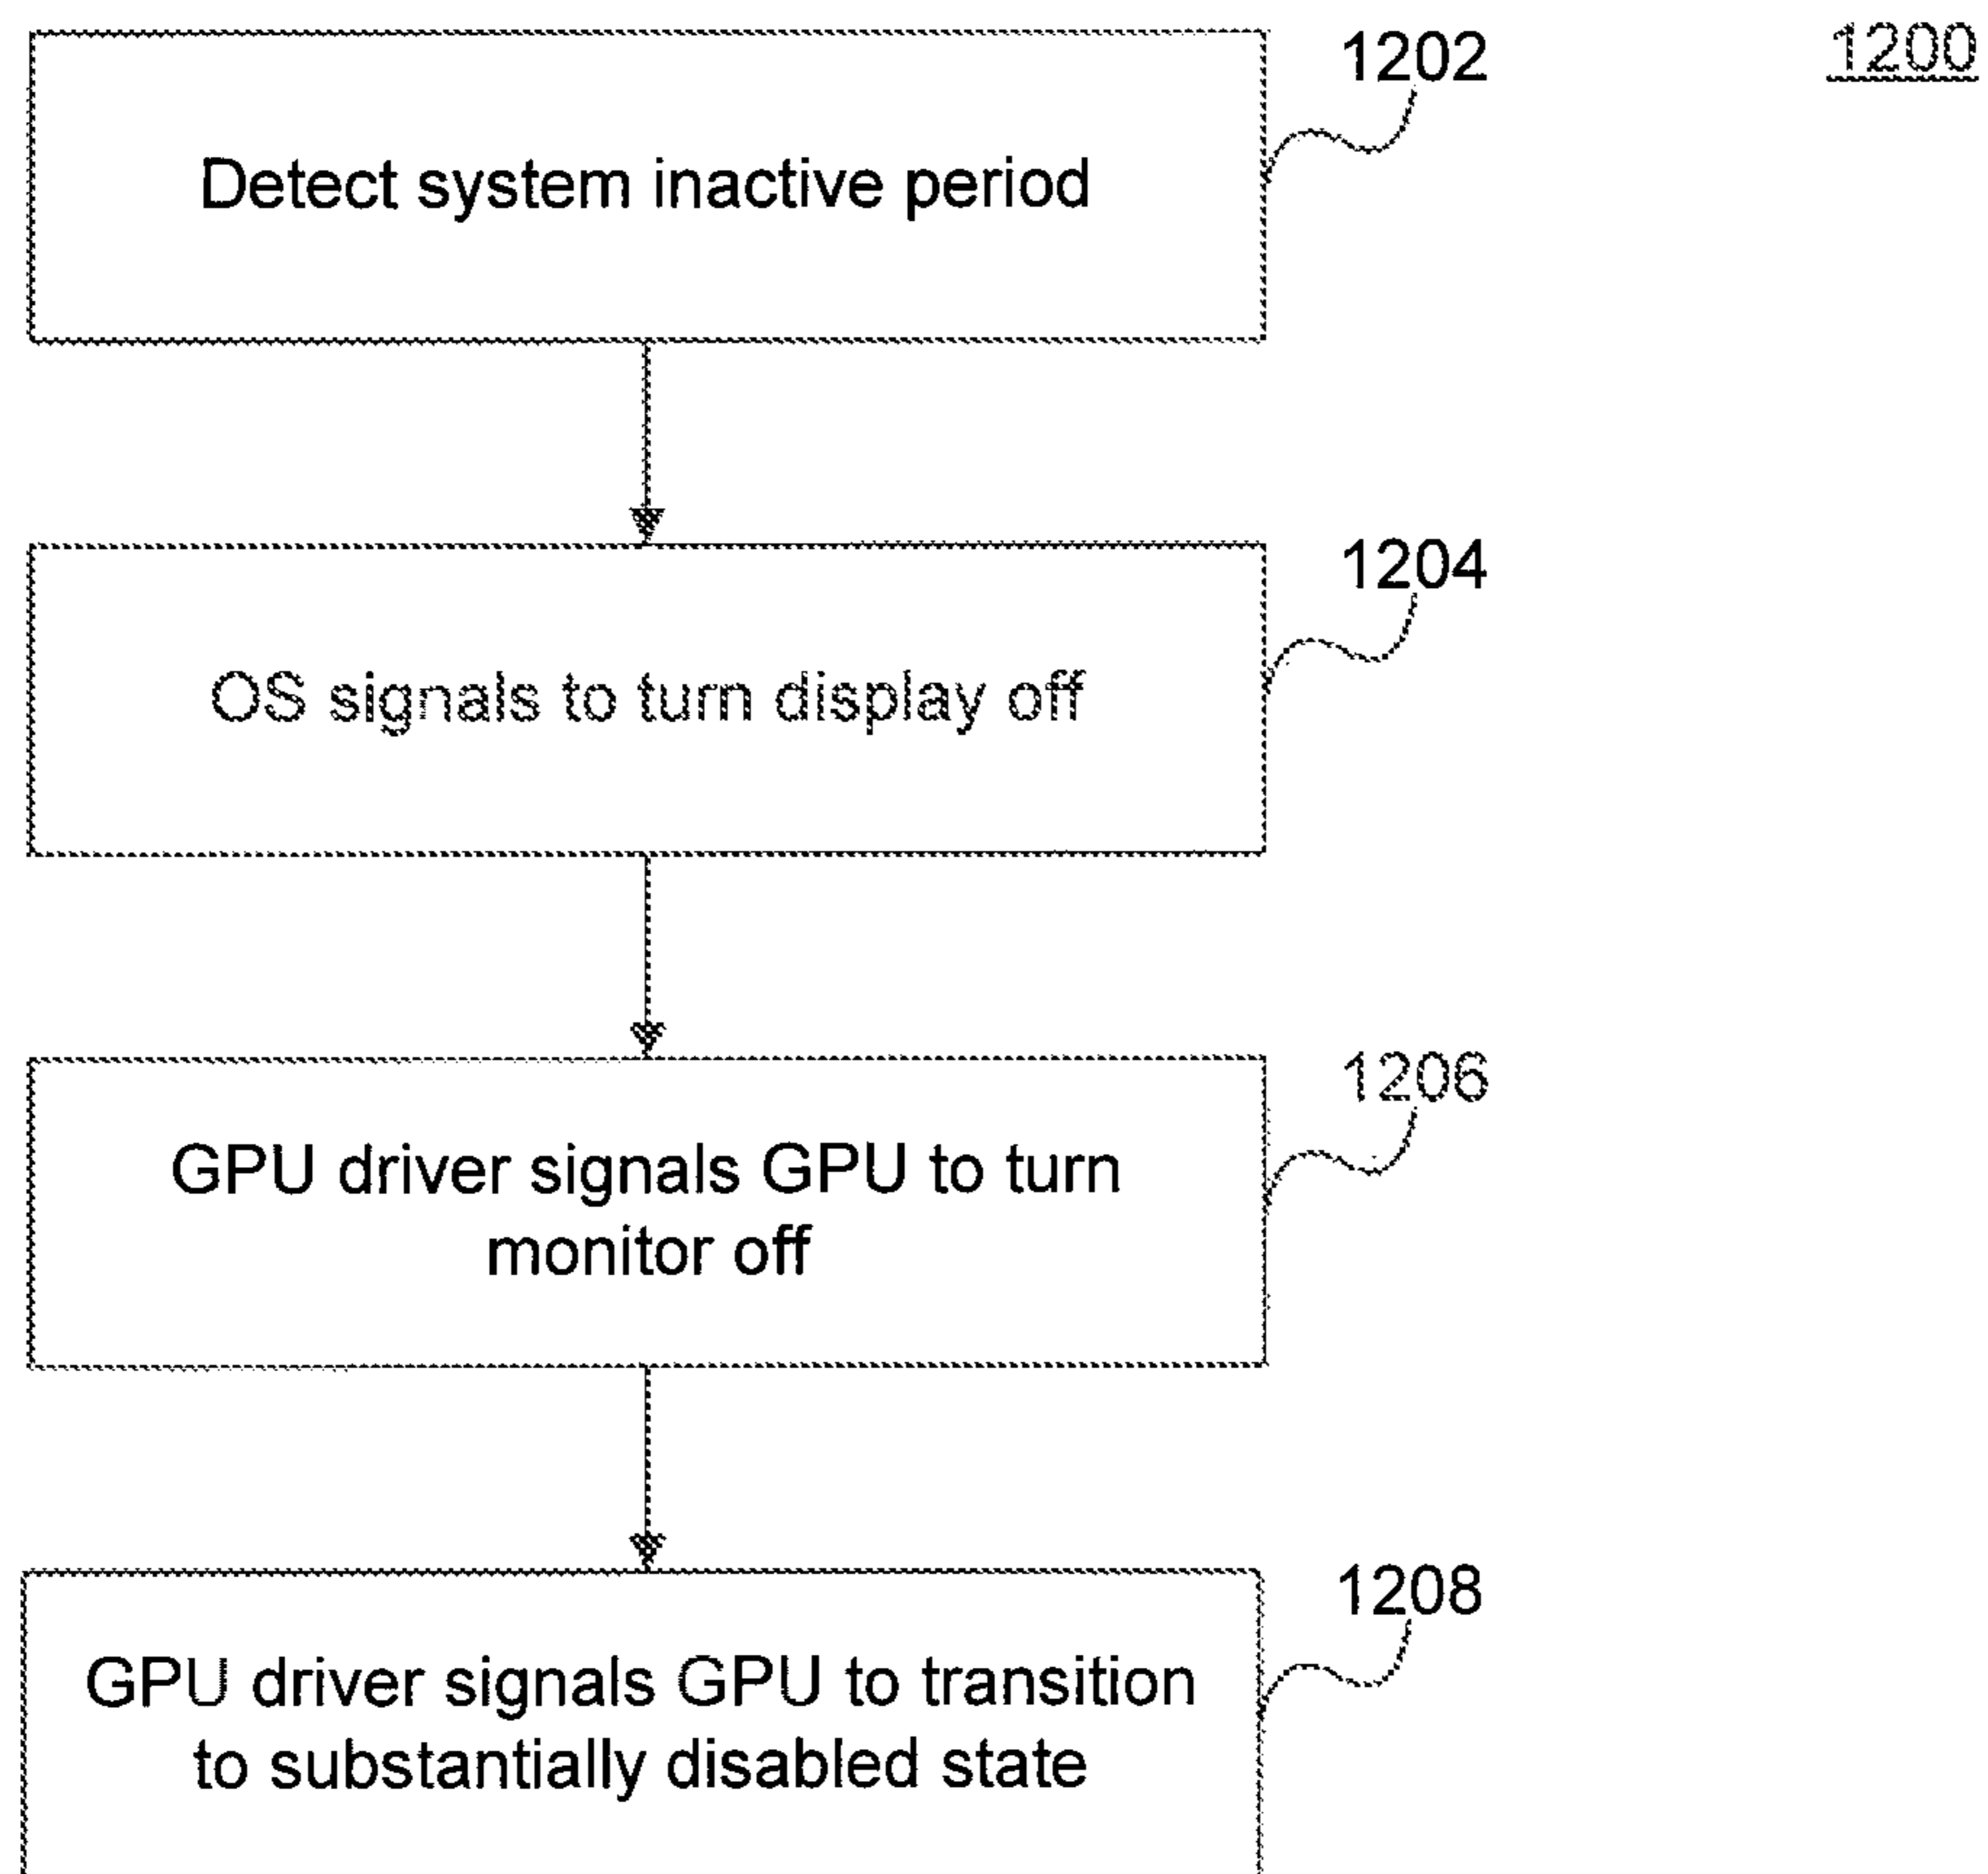 1202
1200
Detect system inactive period
1204
OS signals to turn display off
1206
GPU driver signals GPU to turn
monitor off
1208
GPU driver signals GPU to transition
to substantially disabled state